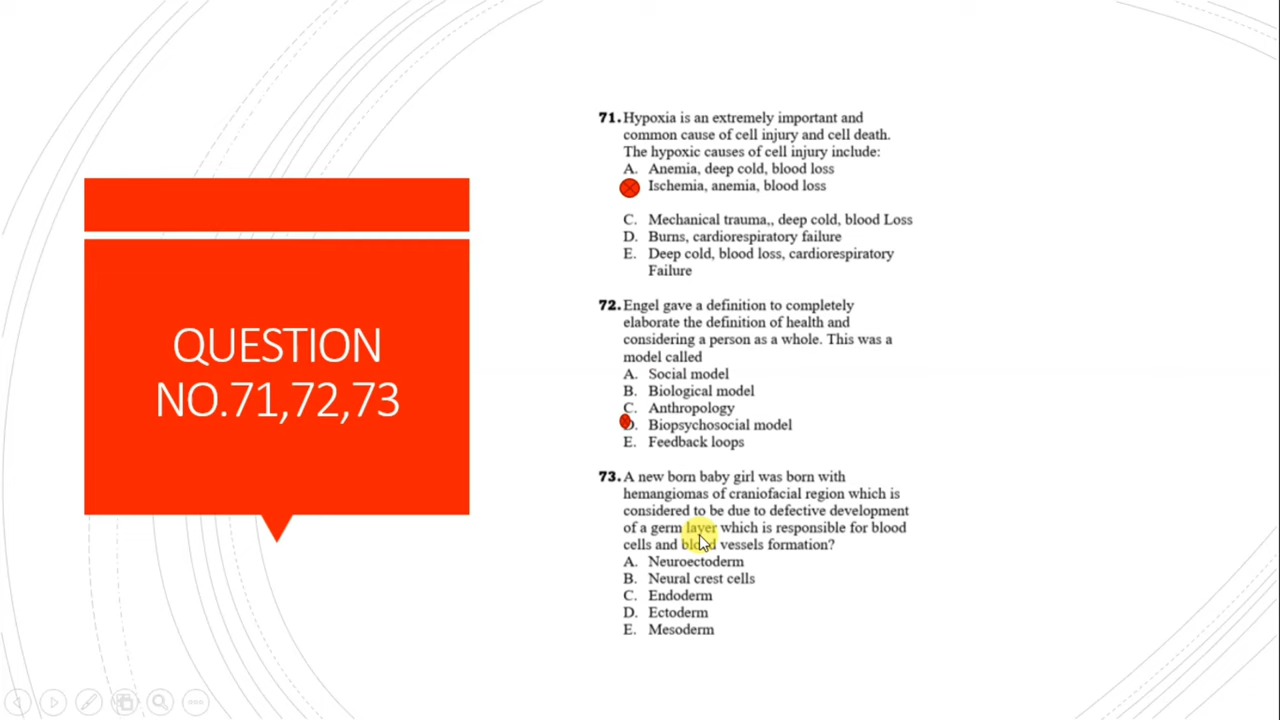 QUESTION
NO.71,72,73
71. Hypoxia is an extremely important and
common cause of cell injury and cell death.
The hypoxic causes of cell injury include:
A. Anemia, deep cold, blood loss
Ischemia, anemia, blood loss
C. Mechanical trauma,, deep cold, blood Loss
D. Burns, cardiorespiratory failure
E. Deep cold, blood loss, cardiorespiratory
Failure
72. Engel gave a definition to completely
elaborate the definition of health and
considering a person as a whole. This was a
model called
A. Social model
B. Biological model
C. Anthropology
D. Biopsychosocial model
E. Feedback loops
73. A new born baby girl was born with
hemangiomas of craniofacial region which is
considered to be due to defective development
of a germ layer which is responsible for blood
cells and blood vessels formation?
A. Neuroectoderm
B. Neural crest cells
C. Endoderm
D. Ectoderm
E. Mesoderm